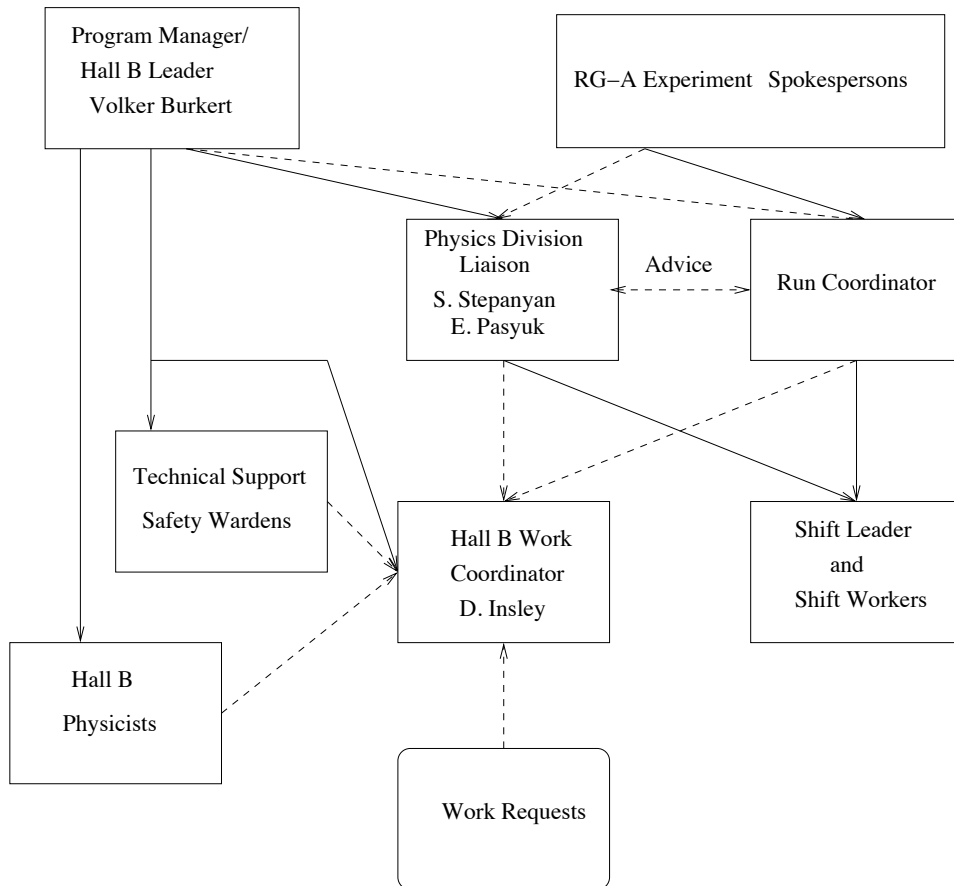 Program Manager/
Hall B Leader
Volker Burkert
RG–A Experiment Spokespersons
Physics Division
Liaison
S. Stepanyan
E. Pasyuk
Advice
Run Coordinator
Technical Support
Safety Wardens
Hall B Work
Coordinator
D. Insley
Shift Leader
and
Shift Workers
Hall B
Physicists
Work Requests